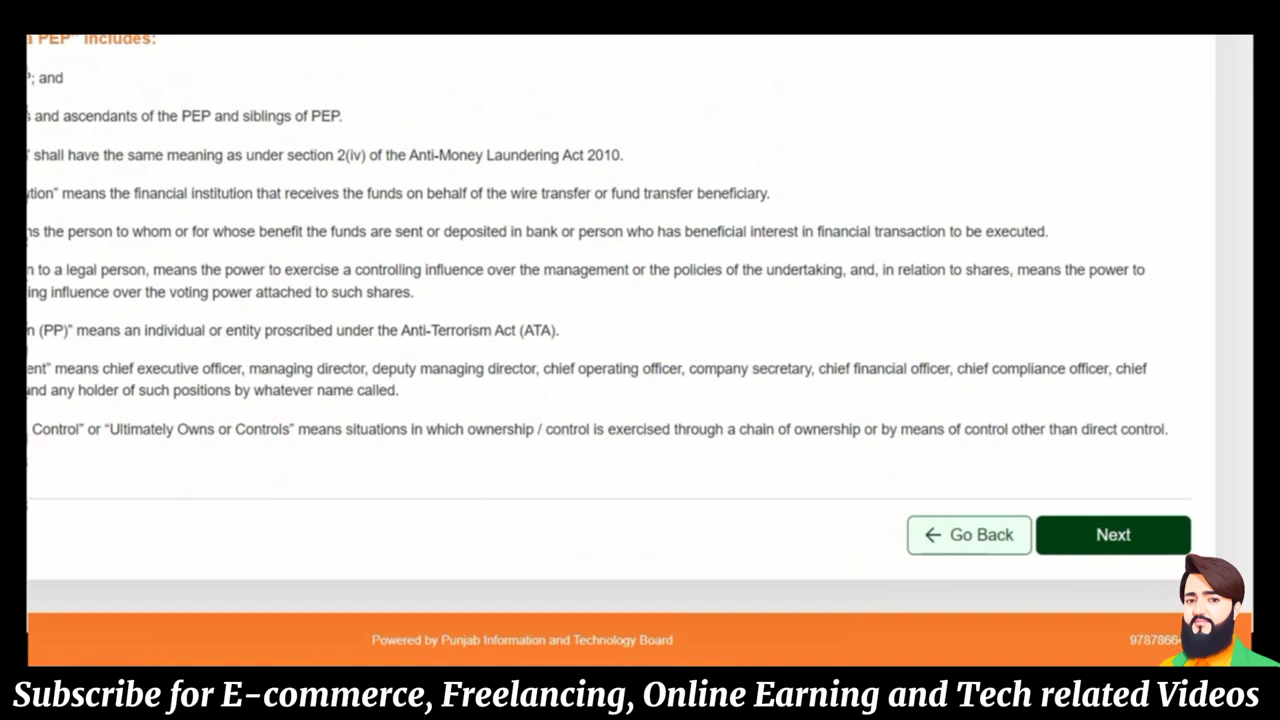 a PEP" includes:
; and
and ascendants of the PEP and siblings of PEP.
shall have the same meaning as under section 2(iv) of the Anti-Money Laundering Act 2010.
tion” means the financial institution that receives the funds on behalf of the wire transfer or fund transfer beneficiary.
the person to whom or for whose benefit the funds are sent or deposited in bank or person who has beneficial interest in financial transaction to be executed.
n to a legal person, means the power to exercise a controlling influence over the management or the policies of the undertaking, and, in relation to shares, means the power to
ing influence over the voting power attached to such shares.
n (PP)” means an individual or entity proscribed under the Anti-Terrorism Act (ATA).
ent” means chief executive officer, managing director, deputy managing director, chief operating officer, company secretary, chief financial officer, chief compliance officer, chief
and any holder of such positions by whatever name called.
Control” or “Ultimately Owns or Controls” means situations in which ownership / control is exercised through a chain of ownership or by means of control other than direct control.
← Go Back
Next
Powered by Punjab Information and Technology Board
978786
Subscribe for E-commerce, Freelancing, Online Earning and Tech related Videos